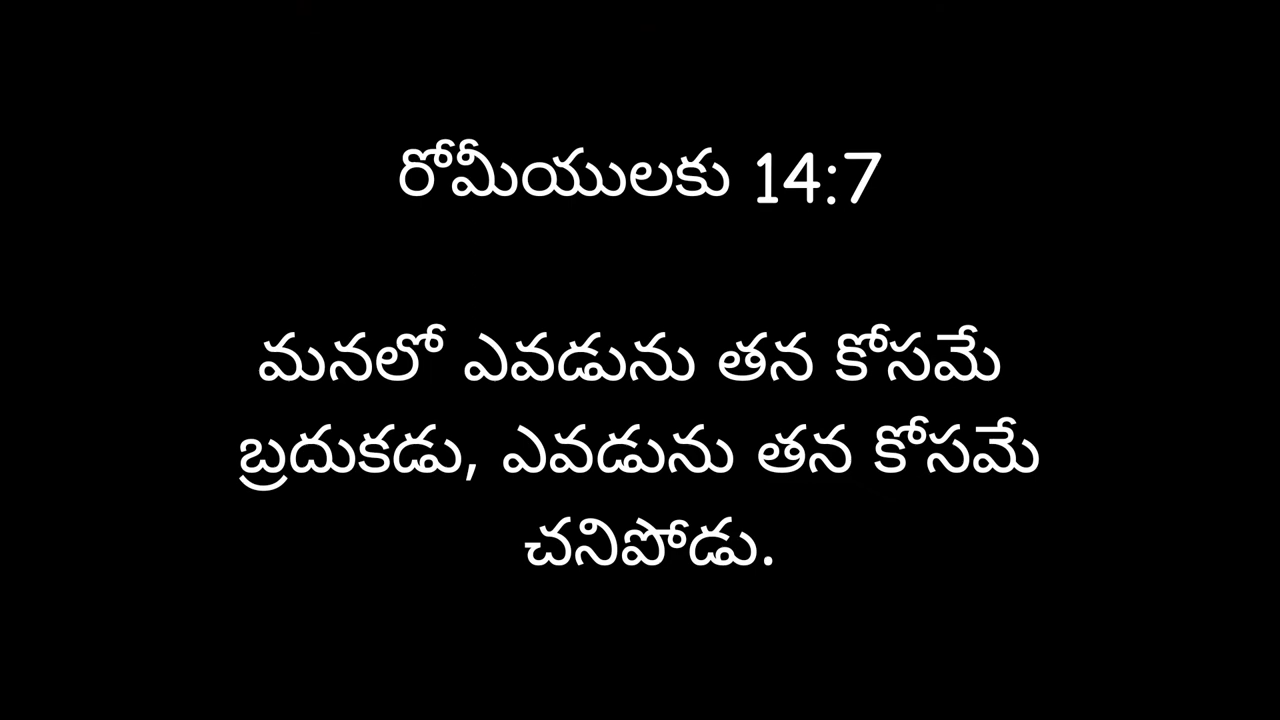 రోమీయులకు 14:7
మనలో ఎవడును తన కోసమే
బ్రదుకడు, ఎవడును తన కోసమే
చనిపోడు.